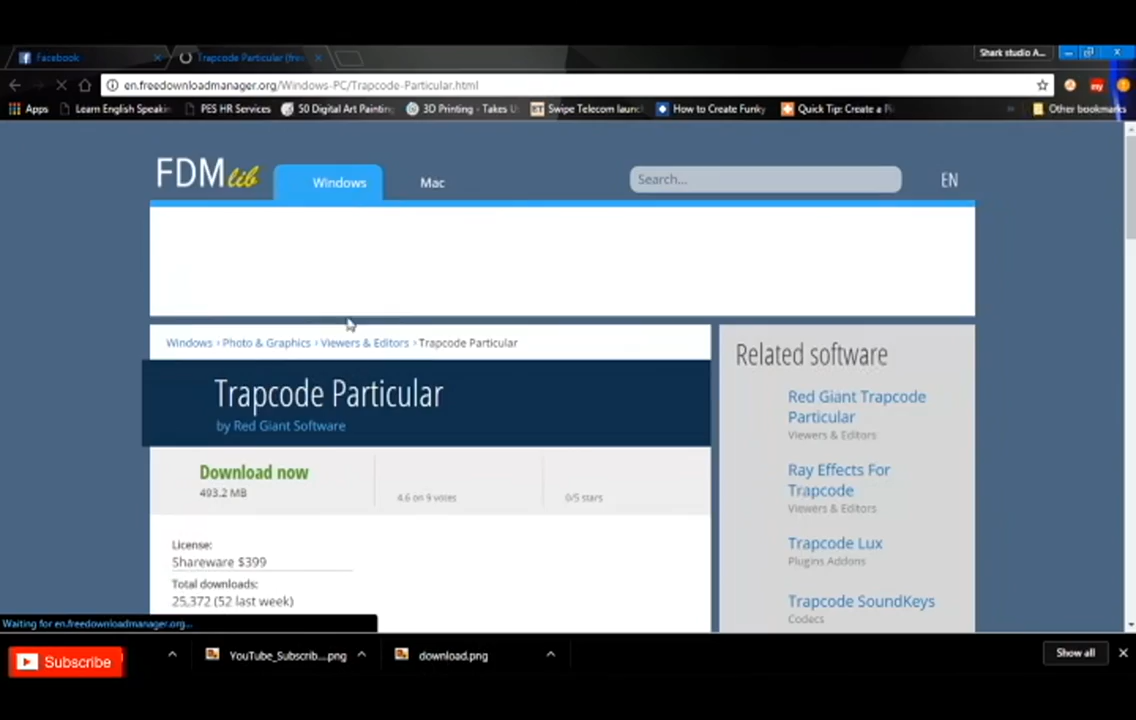 Facebook
Trapcode Particular (free
Shark studio A...
en.freedownloadmanager.org/Windows-PC/Trapcode-Particular.html
Apps
Learn English Speakin
PES HR Services
50 Digital Art Painting
3D Printing - Takes U
Swipe Telecom launc
How to Create Funky
Quick Tip: Create a
Other bookmarks
FDM lib
Windows
Mac
Search...
EN
Windows › Photo & Graphics › Viewers & Editors › Trapcode Particular
Trapcode Particular
by Red Giant Software
Download now
493.2 MB
4.6 on 9 votes
0/5 stars
License:
Shareware $399
Total downloads:
25,372 (52 last week)
Related software
Red Giant Trapcode
Particular
Viewers & Editors
Ray Effects For
Trapcode
Viewers & Editors
Trapcode Lux
Plugins Addons
Trapcode SoundKeys
Codecs
Waiting for en.freedownloadmanager.org...
Subscribe
YouTube_Subscrib....png
download.png
Show all